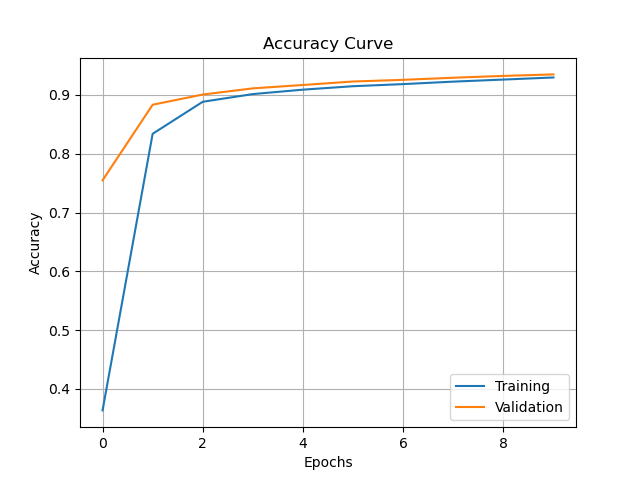 Accuracy Curve
Accuracy
0.9
0.8
0.7
0.6
0.5
0.4
0 2 4 6 8
Epochs
Training
Validation